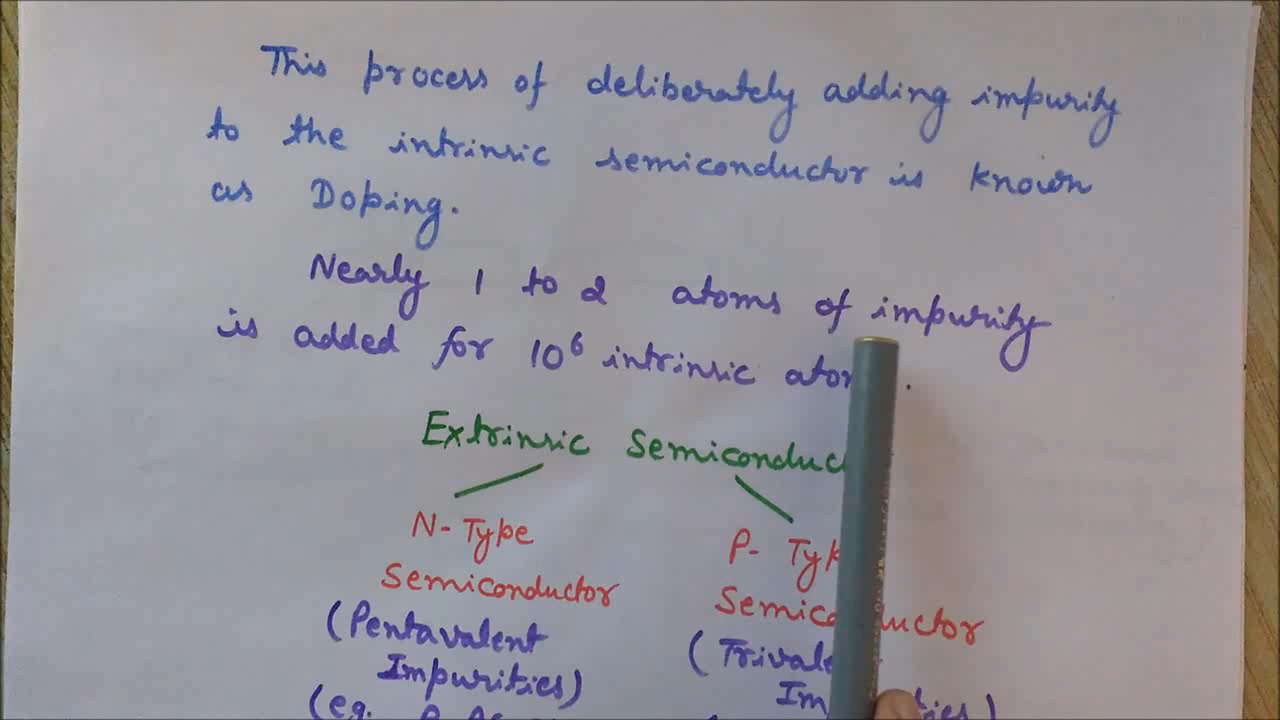 This process of deliberately adding impurity
to the intrinsic semiconductor is known
as Doping.
Nearly 1 to 2 atoms of impurity
is added for 10⁶ intrinsic
Extrinsic
N-Type
P-
Semiconductor
(Pentavalent
Impurities)
(eg.